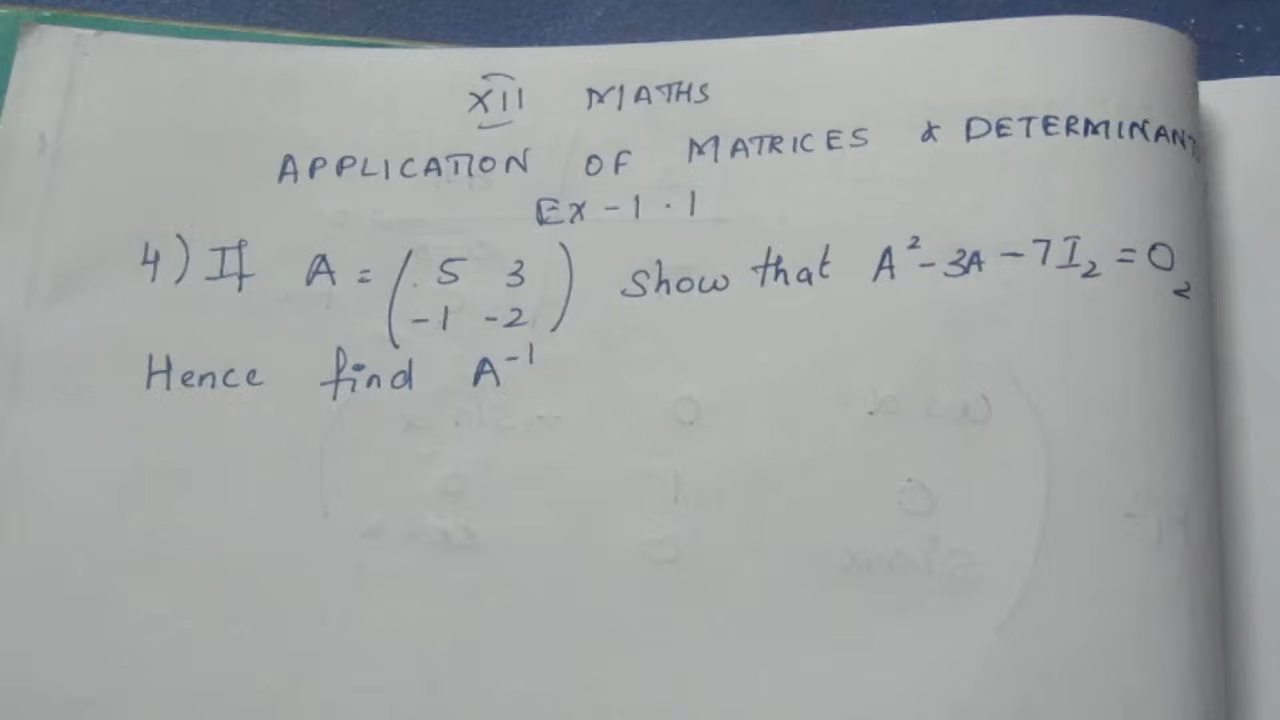 XII MATHS
APPLICATION OF MATRICES & DETERMINANTS
Ex-1.1
4) If A = ( 5 3 ) show that A² - 3A - 7I₂ = O₂
-1 -2
Hence find A⁻¹